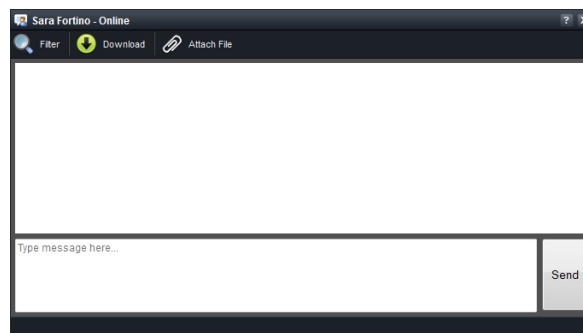 Sara Fortino - Online
?
Filter Download Attach File
Type message here...
Send